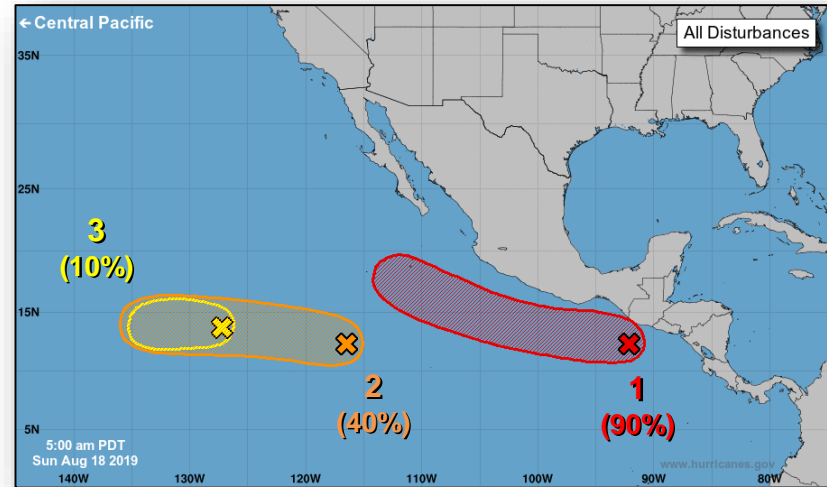 ← Central Pacific
All Disturbances
35N
25N
15N
5N
3
(10%)
2
(40%)
1
(90%)
5:00 am PDT
Sun Aug 18 2019
www.hurricanes.gov
140W
130W
120W
110W
100W
90W
80W